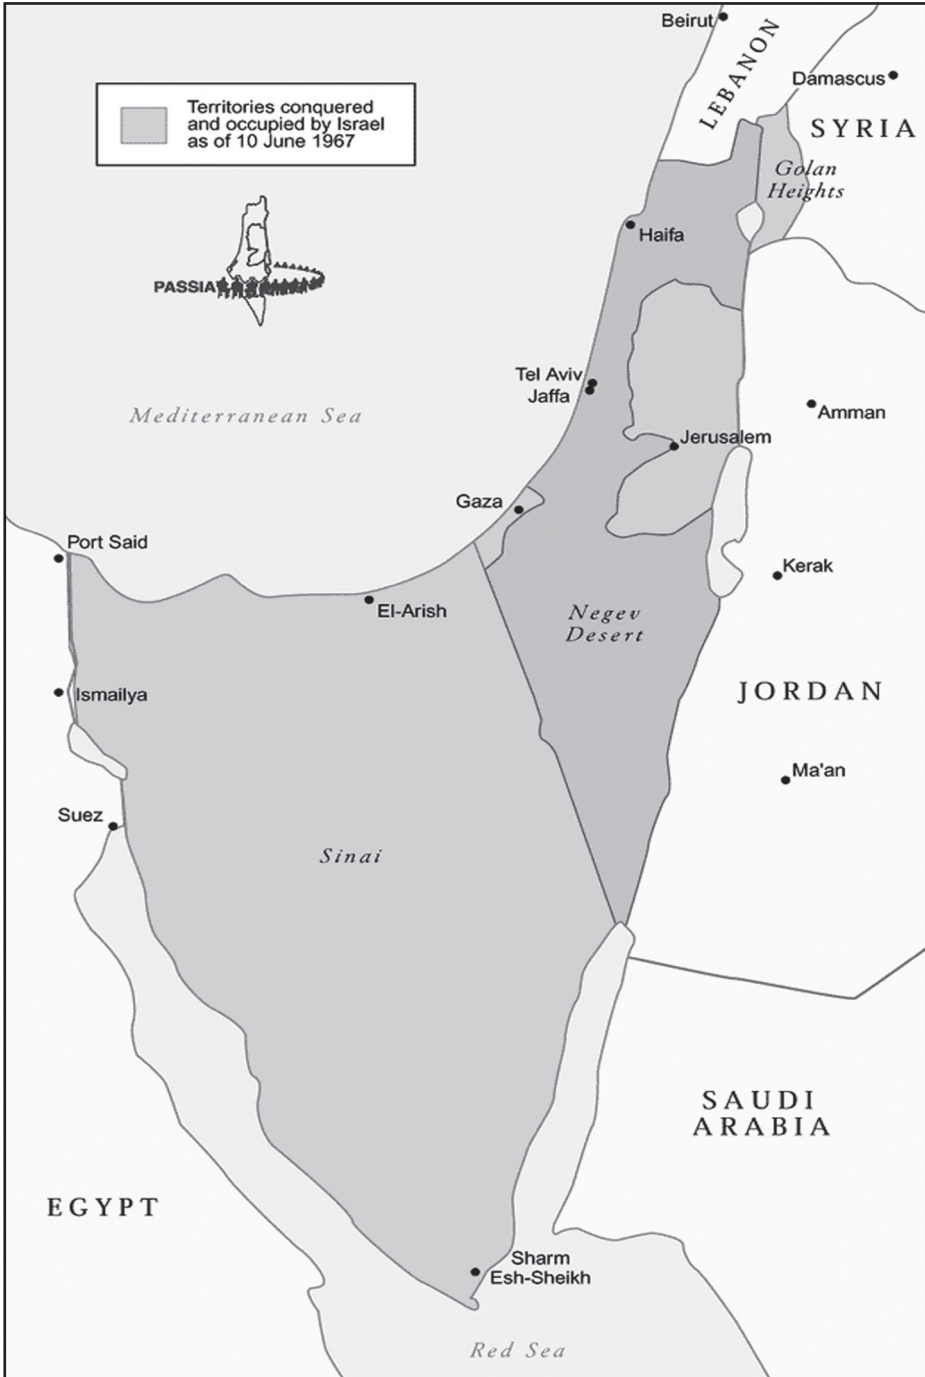 Beirut
LEBANON
Damascus
SYRIA
Territories conquered
and occupied by Israel
as of 10 June 1967
Golan
Heights
Haifa
PASSIA
Tel Aviv
Jaffa
Mediterranean Sea
Amman
Jerusalem
Gaza
Port Said
Kerak
El-Arish
Negev
Desert
JORDAN
Ismailya
Ma'an
Suez
Sinai
SAUDI
ARABIA
EGYPT
Sharm
Esh-Sheikh
Red Sea